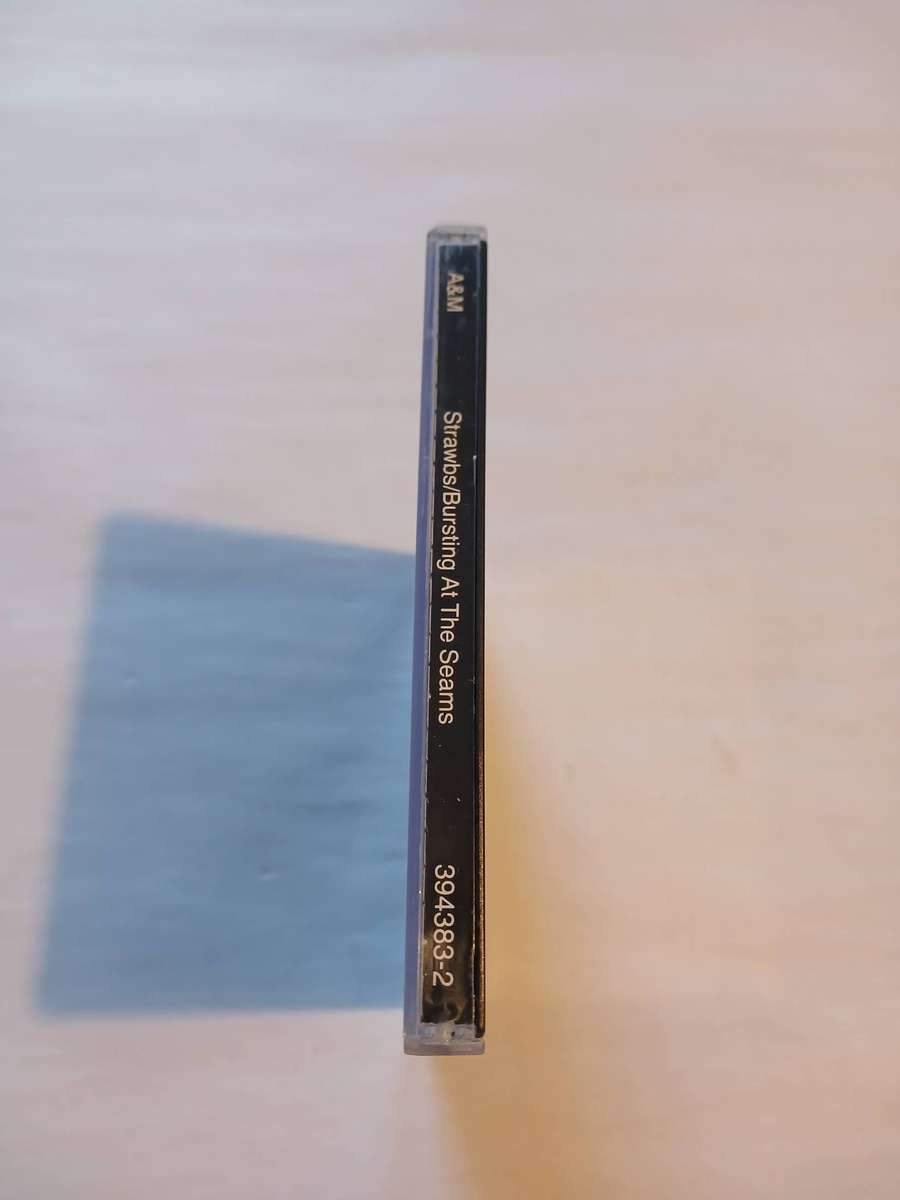 A&M
Strawbs/Bursting At The Seams
394383-2